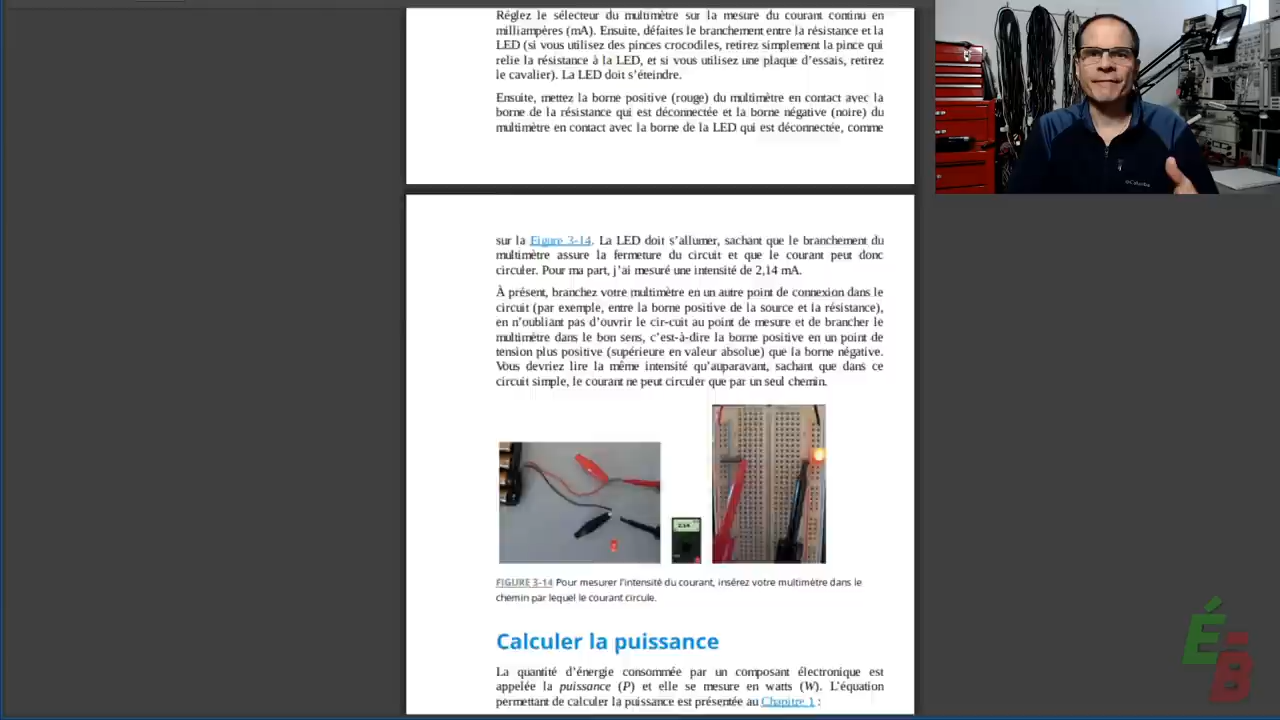 Réglez le sélecteur du multimètre sur la mesure du courant continu en
milliampères (mA). Ensuite, défaites le branchement entre la résistance et la
LED (si vous utilisez des pinces crocodiles, retirez simplement la pince qui
relie la résistance à la LED, et si vous utilisez une plaque d’essais, retirez
le cavalier). La LED doit s’éteindre.
Ensuite, mettez la borne positive (rouge) du multimètre en contact avec la
borne de la résistance qui est déconnectée et la borne négative (noire) du
multimètre en contact avec la borne de la LED qui est déconnectée, comme
sur la Figure 3-14. La LED doit s’allumer, sachant que le branchement du
multimètre assure la fermeture du circuit et que le courant peut donc
circuler. Pour ma part, j’ai mesuré une intensité de 2,14 mA.
À présent, branchez votre multimètre en un autre point de connexion dans le
circuit (par exemple, entre la borne positive de la source et la résistance),
en n’oubliant pas d’ouvrir le cir-cuit au point de mesure et de brancher le
multimètre dans le bon sens, c’est-à-dire la borne positive en un point de
tension plus positive (supérieure en valeur absolue) que la borne négative.
Vous devriez lire la même intensité qu’auparavant, sachant que dans ce
circuit simple, le courant ne peut circuler que par un seul chemin.
FIGURE 3-14 Pour mesurer l’intensité du courant, insérez votre multimètre dans le
chemin par lequel le courant circule.
Calculer la puissance
La quantité d’énergie consommée par un composant électronique est
appelée la puissance (P) et elle se mesure en watts (W). L’équation
permettant de calculer la puissance est présentée au Chapitre 1 :
Columbia
ÉB